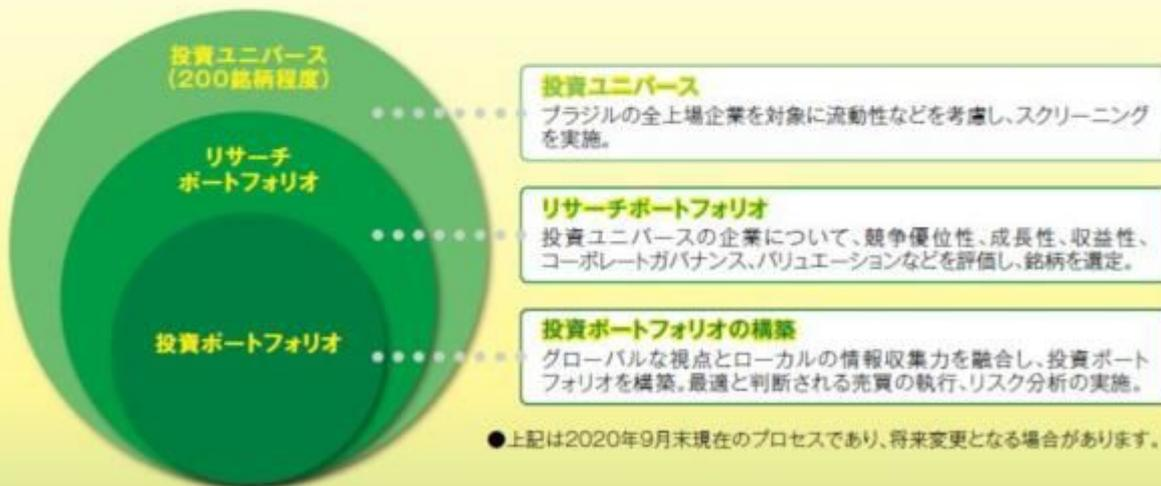 投資ユニバース
(200銘柄程度)
リサーチ
ポートフォリオ
投資ポートフォリオ
投資ユニバース
ブラジルの全上場企業を対象に流動性などを考慮し、スクリーニング
を実施。
リサーチポートフォリオ
投資ユニバースの企業について、競争優位性、成長性、収益性、
コーポレートガバナンス、バリュエーションなどを評価し、銘柄を選定。
投資ポートフォリオの構築
グローバルな視点とローカルの情報収集力を融合し、投資ポート
フォリオを構築。最適と判断される売買の執行、リスク分析の実施。
●上記は2020年9月末現在のプロセスであり、将来変更となる場合があります。